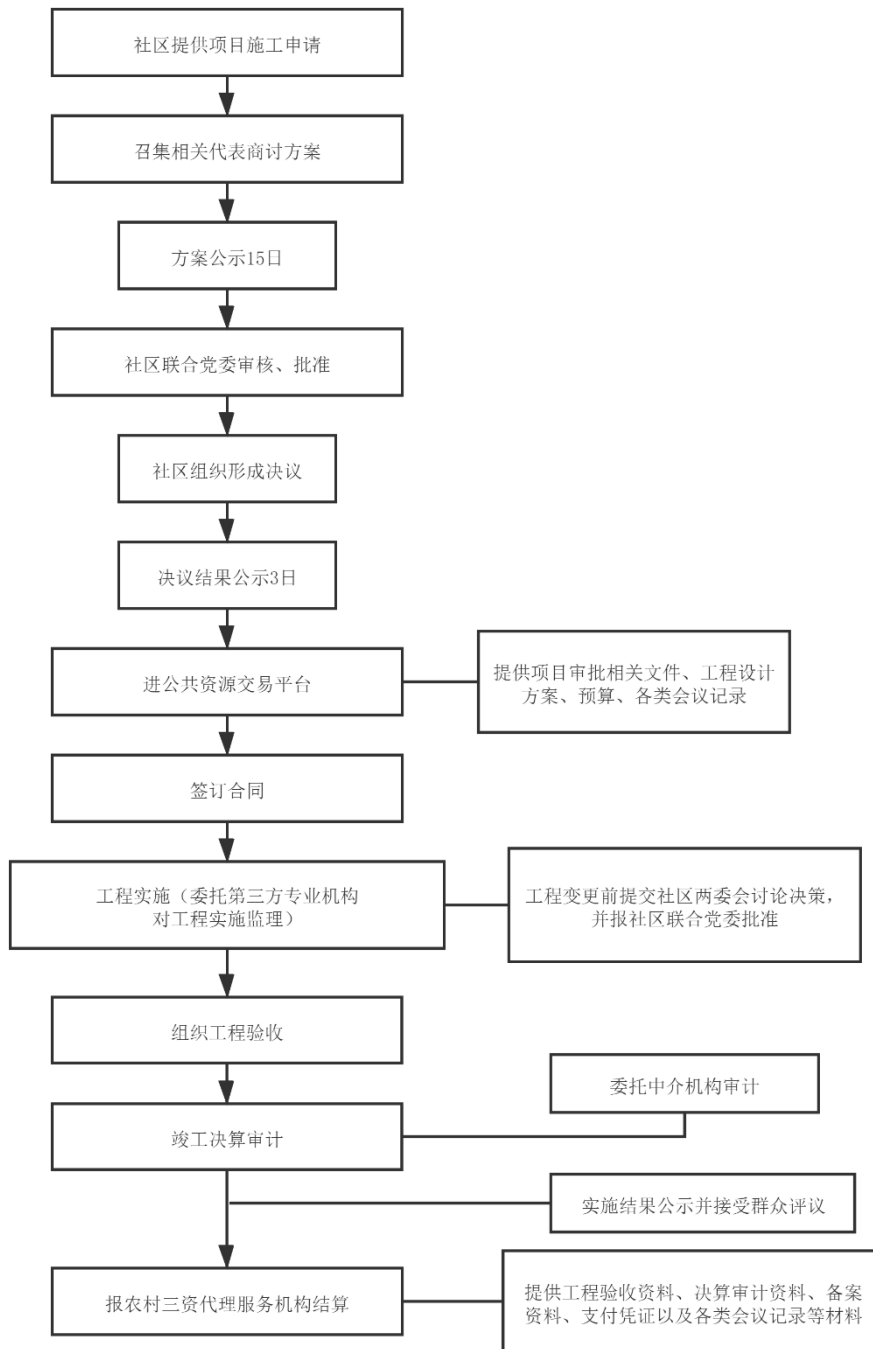 社区提供项目施工申请
召集相关代表商讨方案
方案公示15日
社区联合党委审核、批准
社区组织形成决议
决议结果公示3日
进公共资源交易平台
提供项目审批相关文件、工程设计
方案、预算、各类会议记录
签订合同
工程实施（委托第三方专业机构
对工程实施监理）
工程变更前提交社区两委会讨论决策，
并报社区联合党委批准
组织工程验收
委托中介机构审计
竣工决算审计
实施结果公示并接受群众评议
报农村三资代理服务机构结算
提供工程验收资料、决算审计资料、备案
资料、支付凭证以及各类会议记录等材料